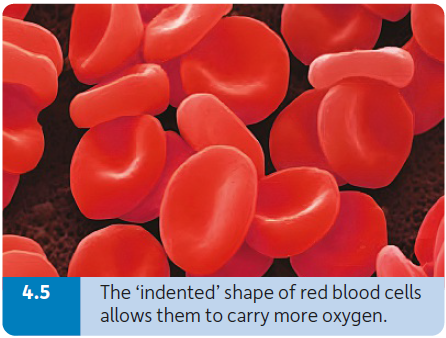 4.5
The ‘indented’ shape of red blood cells
allows them to carry more oxygen.